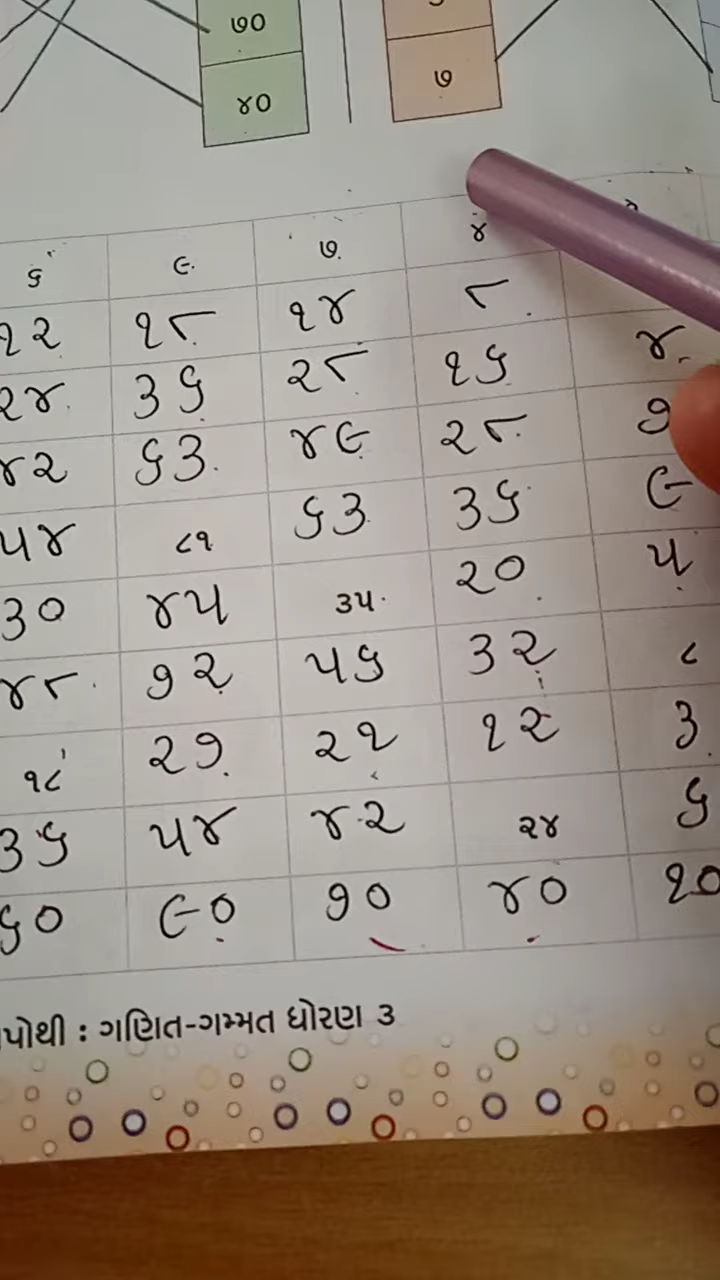 ૭૦
૪૦
૭
૬ ૯ ૭ ૪
૧૨ ૧૮ ૧૪ ૮
૨૪ ૩૬ ૨૮ ૧૬ ૪
૪૨ ૬૩ ૪૯ ૨૮ ૭
૫૪ ૮૧ ૬૩ ૩૬ ૯
૩૦ ૪૫ ૩૫ ૨૦ ૫
૪૮ ૭૨ ૫૬ ૩૨ ૮
૧૮ ૨૭ ૨૧ ૧૨ ૩
૩૬ ૫૪ ૪૨ ૨૪ ૬
૬૦ ૯૦ ૭૦ ૪૦ ૧૦
પોથી : ગણિત-ગમ્મત ધોરણ ૩